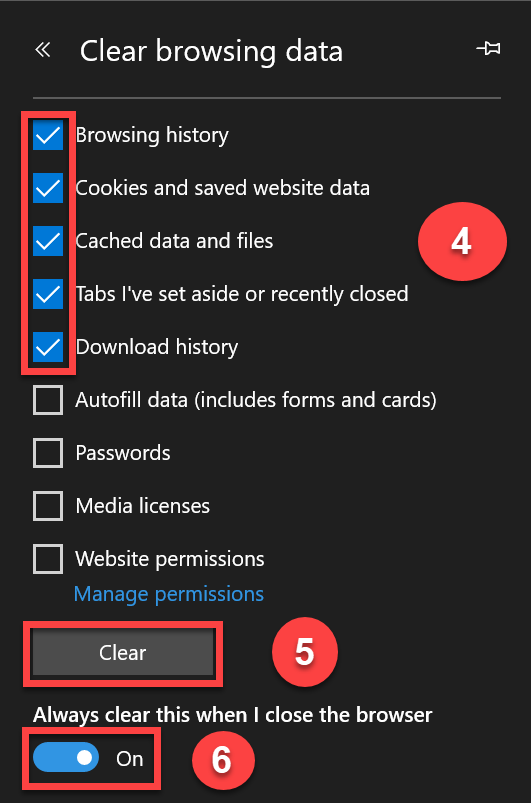 Clear browsing data
Browsing history
Cookies and saved website data
4
Cached data and files
Tabs I've set aside or recently closed
Download history
Autofill data (includes forms and cards)
Passwords
Media licenses
Website permissions
Manage permissions
Clear
5
Always clear this when I close the browser
On
6